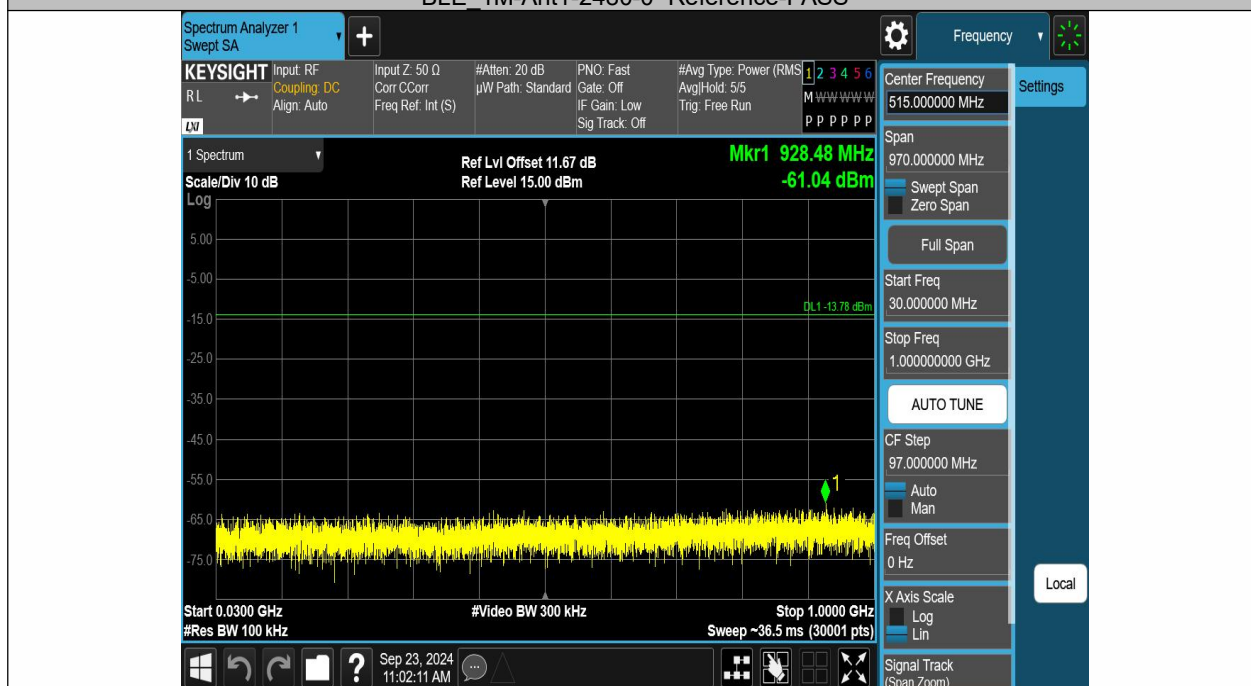 BLE_1M-Ant1-2480-0~Reference-PASS
Spectrum Analyzer 1
Swept SA
Frequency
KEYSIGHT
RL
LXI
Input: RF
Coupling: DC
Align: Auto
Input Z: 50 Ω
Corr CCorr
Freq Ref: Int (S)
#Atten: 20 dB
µW Path: Standard
PNO: Fast
Gate: Off
IF Gain: Low
Sig Track: Off
#Avg Type: Power (RMS
Avg|Hold: 5/5
Trig: Free Run
1 2 3 4 5 6
M W W W W W
P P P P P P
1 Spectrum
Scale/Div 10 dB
Log
Ref Lvl Offset 11.67 dB
Ref Level 15.00 dBm
Mkr1 928.48 MHz
-61.04 dBm
5.00
-5.00
DL1 -13.78 dBm
-15.0
-25.0
-35.0
-45.0
-55.0
1
-65.0
-75.0
Start 0.0300 GHz
#Res BW 100 kHz
#Video BW 300 kHz
Stop 1.0000 GHz
Sweep ~36.5 ms (30001 pts)
?
Sep 23, 2024
11:02:11 AM
Center Frequency
515.000000 MHz
Settings
Span
970.000000 MHz
Swept Span
Zero Span
Full Span
Start Freq
30.000000 MHz
Stop Freq
1.000000000 GHz
AUTO TUNE
CF Step
97.000000 MHz
Auto
Man
Freq Offset
0 Hz
X Axis Scale
Log
Lin
Local
Signal Track
(Span Zoom)